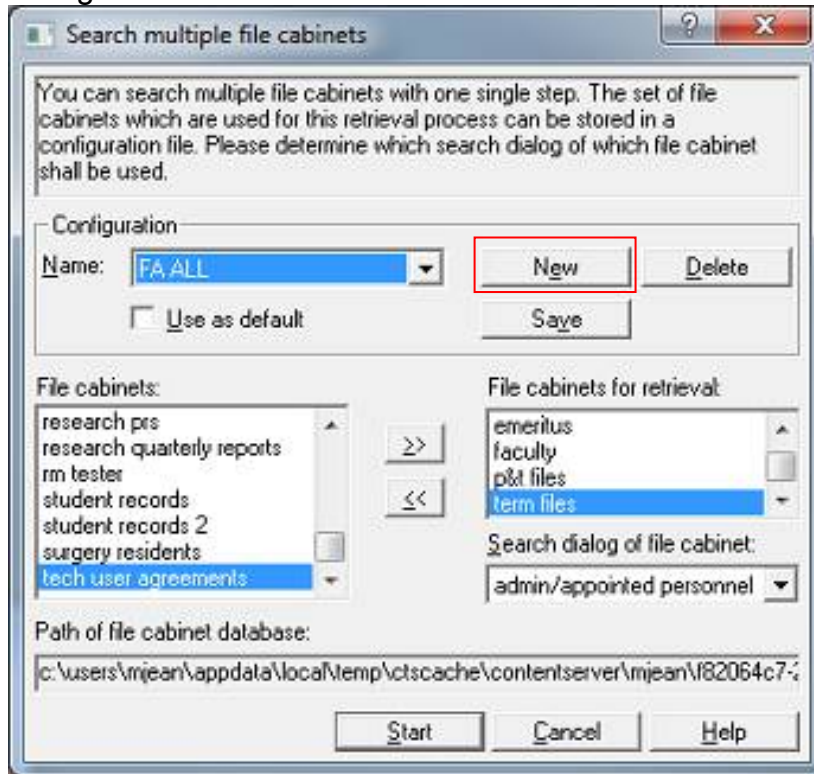 Search multiple file cabinets
You can search multiple file cabinets with one single step. The set of file
cabinets which are used for this retrieval process can be stored in a
configuration file. Please determine which search dialog of which file cabinet
shall be used.
Configuration
Name: FA ALL New Delete
Use as default Save
File cabinets:
research prs
research quarterly reports
rm tester
student records
student records 2
surgery residents
tech user agreements
>>
<<
File cabinets for retrieval:
emeritus
faculty
p&t files
term files
Search dialog of file cabinet:
admin/appointed personnel
Path of file cabinet database:
c:\users\mjean\appdata\local\temp\ctscache\contentserver\mjean\f82064c7-2
Start Cancel Help